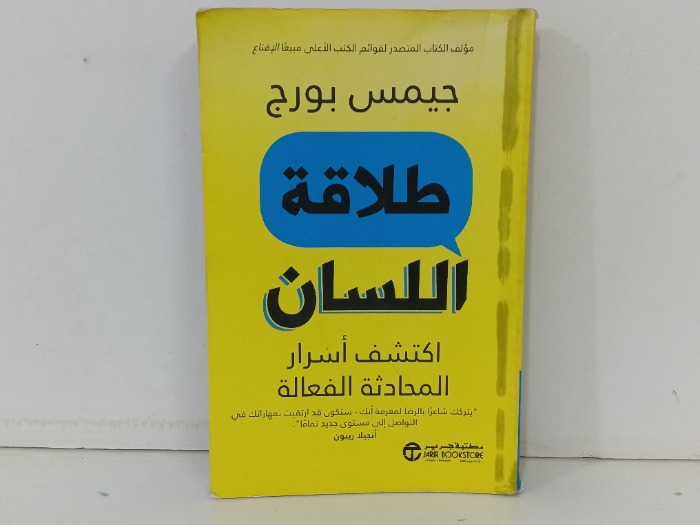 مؤلف الكتاب المتصدر لقوائم الكتب الأعلى مبيعًا الإقناع
جيمس بورج
طلاقة
اللسان
اكتشف أسرار
المحادثة الفعالة
"يتركك شاعرًا بالرضا لمعرفة أنك - ستكون قد ارتقيت بمهاراتك في
التواصل إلى مستوى جديد تمامًا".
أنجيلا ريبون
مكتبة جرير
JARIR BOOKSTORE